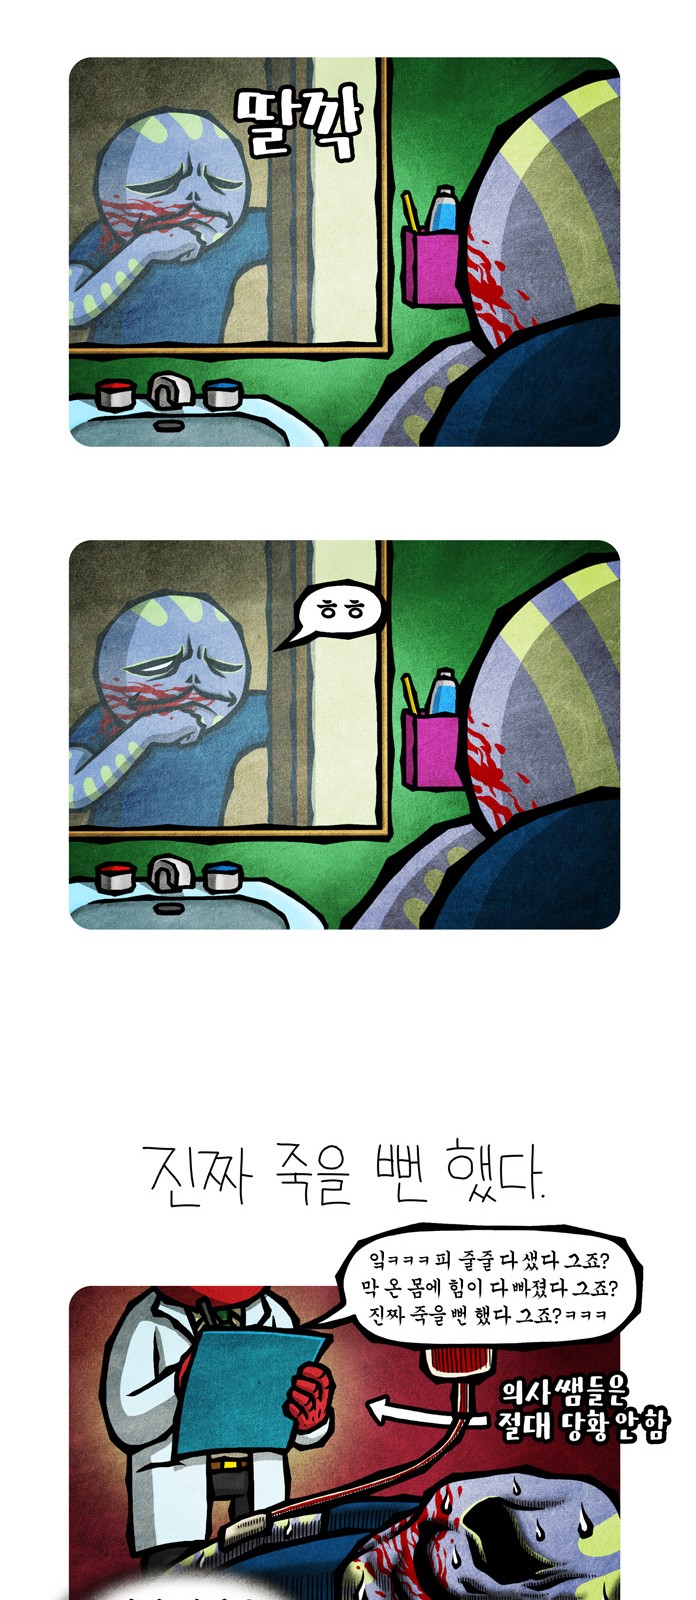 딸깍
ㅎㅎ
진짜 죽을 뻔 했다.
잌ㅋㅋㅋ피 줄줄 다 샜다 그죠?
막 온 몸에 힘이 다 빠졌다 그죠?
진짜 죽을 뻔 했다 그죠?ㅋㅋㅋ
의사쌤들은
절대 당황안함